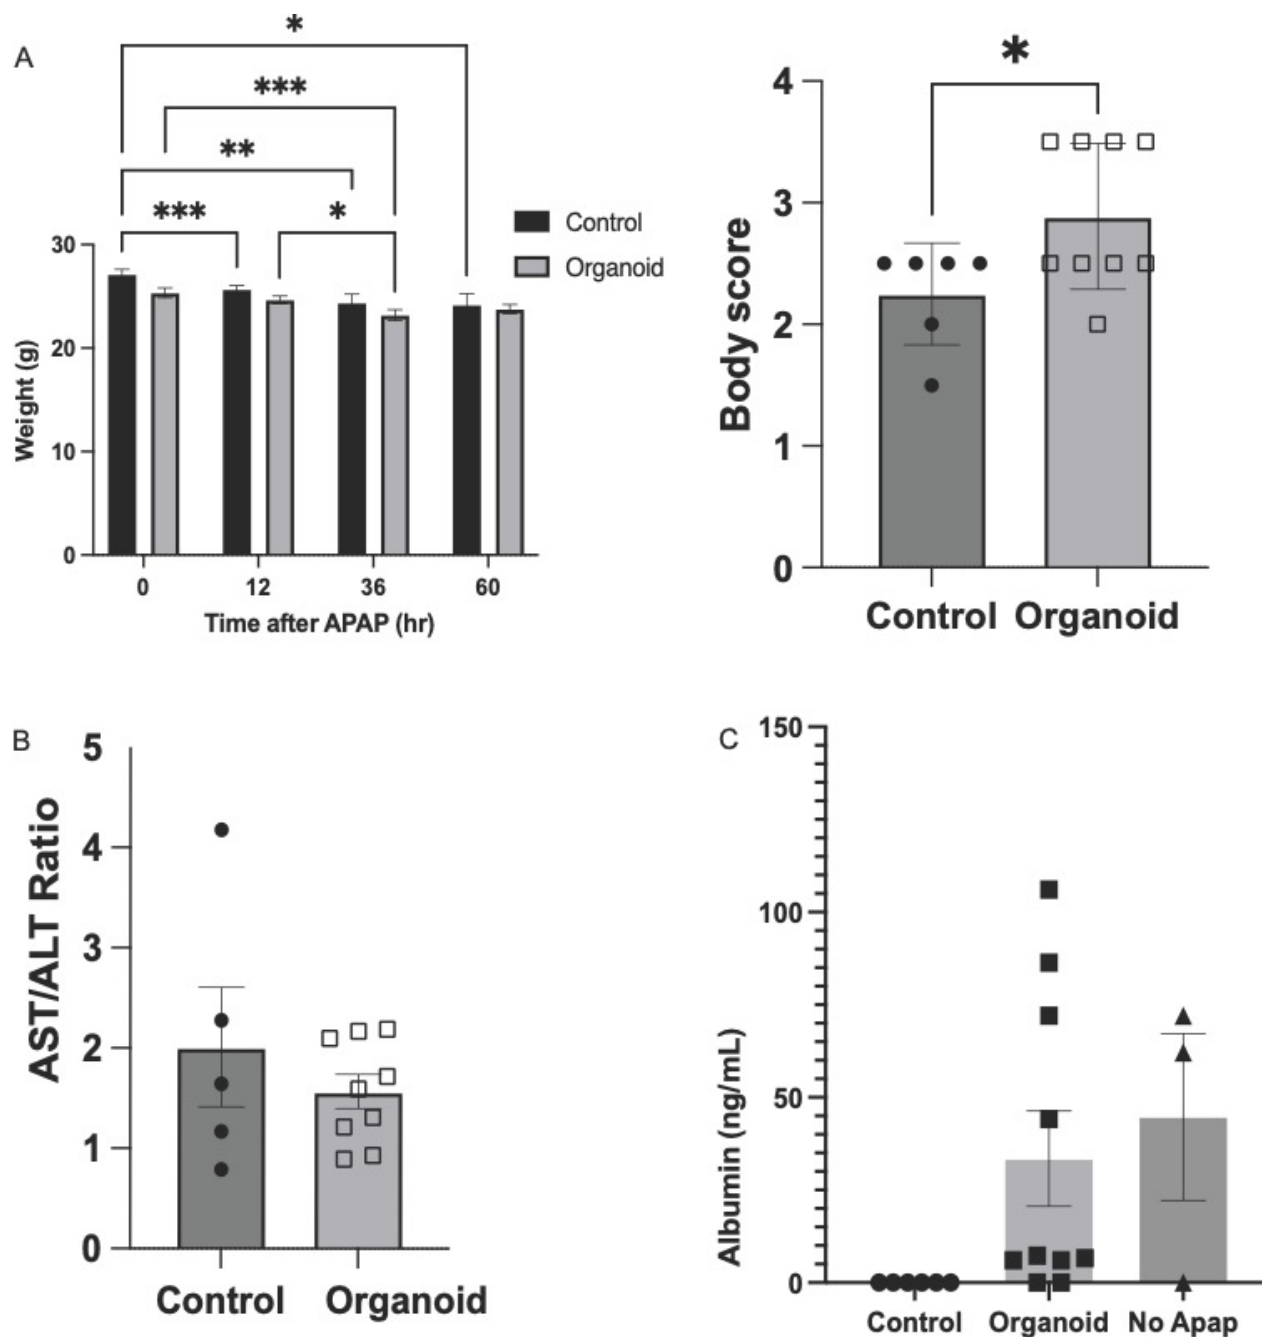 A
*
***
**
***
*
Control
Organoid
30
20
10
0
Weight (g)
0 12 36 60
Time after APAP (hr)
*
4
3
2
1
0
Body score
Control Organoid
B
5
4
3
2
1
0
AST/ALT Ratio
Control Organoid
C
150
100
50
0
Albumin (ng/mL)
Control Organoid No Apap